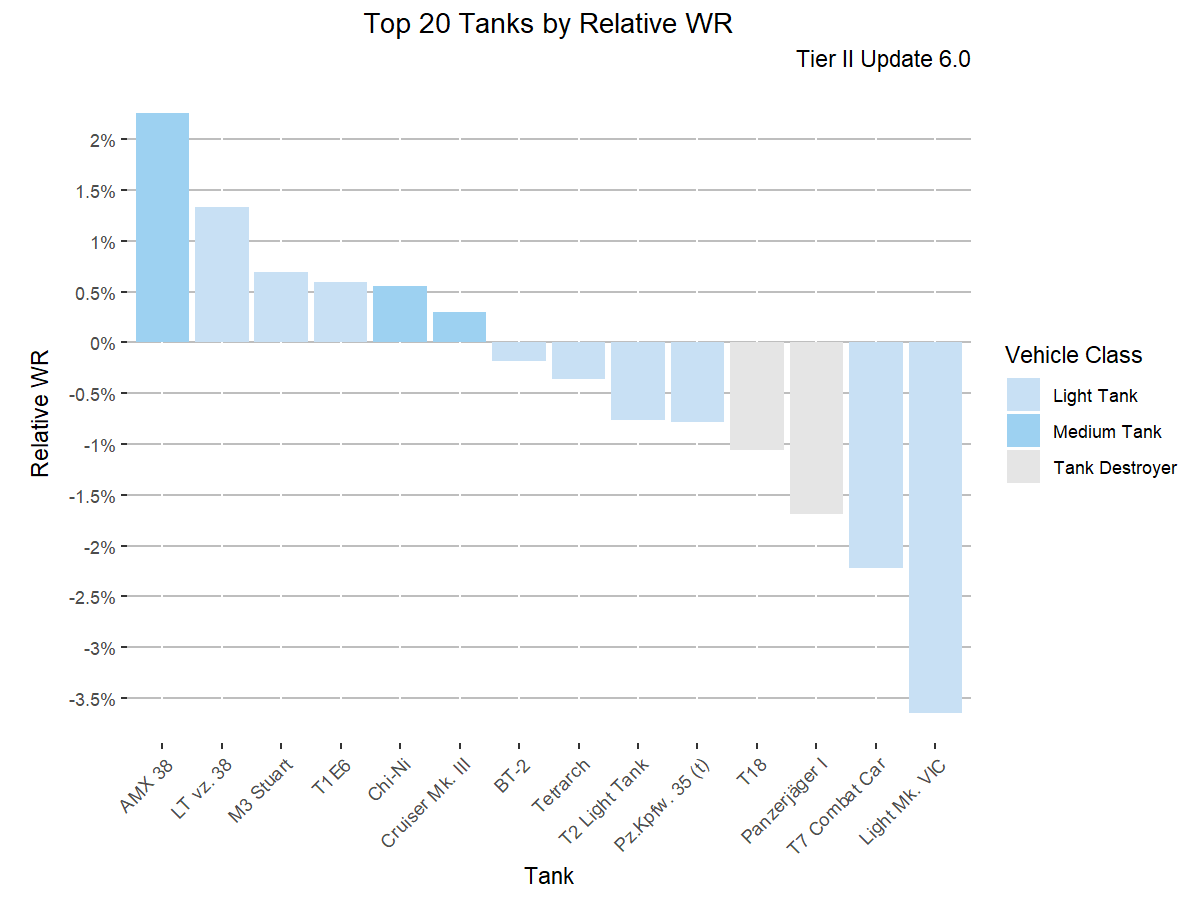 Top 20 Tanks by Relative WR
Tier II Update 6.0
2%
1.5%
1%
0.5%
0%
-0.5%
-1%
-1.5%
-2%
-2.5%
-3%
-3.5%
Relative WR
AMX 38
LT vz. 38
M3 Stuart
T1E6
Chi-Ni
Cruiser Mk. III
BT-2
Tetrarch
T2 Light Tank
Pz.Kpfw. 35 (t)
T18
Panzerjäger I
T7 Combat Car
Light Mk. VIC
Tank
Vehicle Class
Light Tank
Medium Tank
Tank Destroyer